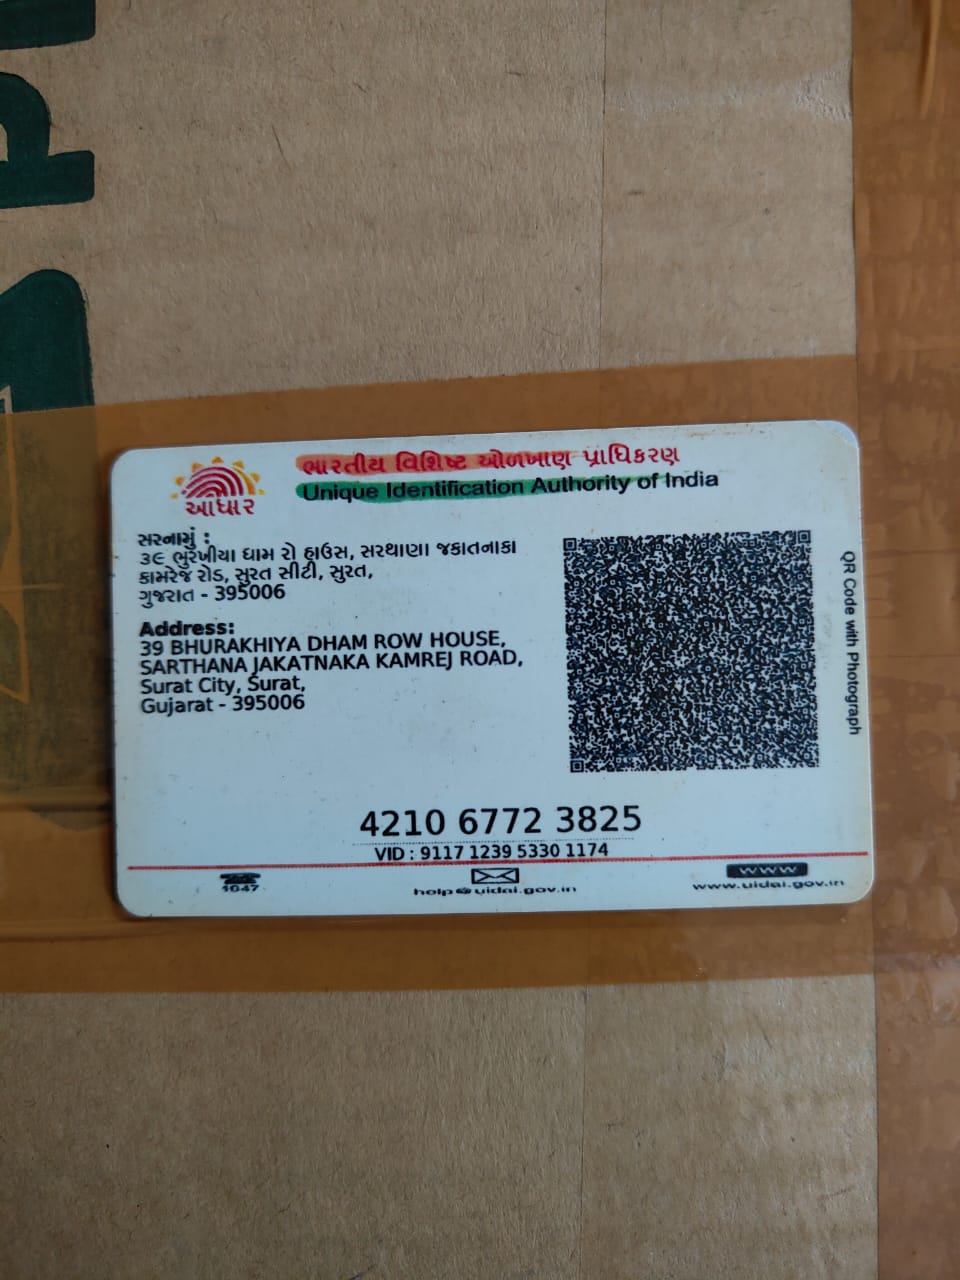 ભારતીય વિશિષ્ટ ઓળખાણ પ્રાધિકરણ
Unique Identification Authority of India
આધાર
સરનામું :
૩૯ ભુરખીયા ધામ રો હાઉસ, સરથાણા જકાતનાકા
કામરેજ રોડ, સુરત સીટી, સુરત,
ગુજરાત - 395006
Address:
39 BHURAKHIYA DHAM ROW HOUSE,
SARTHANA JAKATNAKA KAMREJ ROAD,
Surat City, Surat,
Gujarat - 395006
QR Code with Photograph
4210 6772 3825
VID : 9117 1239 5330 1174
1947
help@uidai.gov.in
WWW
www.uidai.gov.in